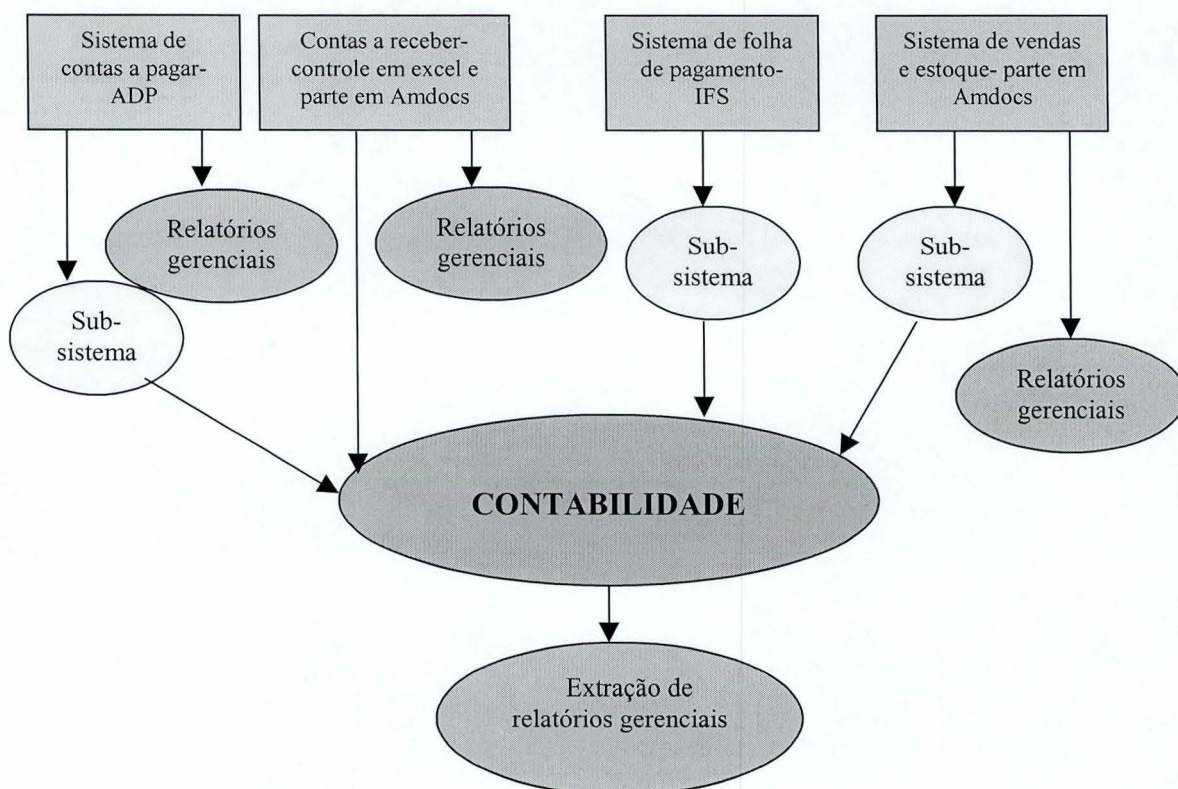 Sistema de
contas a pagar-
ADP
Contas a receber-
controle em excel e
parte em Amdocs
Sistema de folha
de pagamento-
IFS
Sistema de vendas
e estoque- parte em
Amdocs
Relatórios
gerenciais
Relatórios
gerenciais
Sub-
sistema
Sub-
sistema
Sub-
sistema
Relatórios
gerenciais
CONTABILIDADE
Extração de
relatórios gerenciais